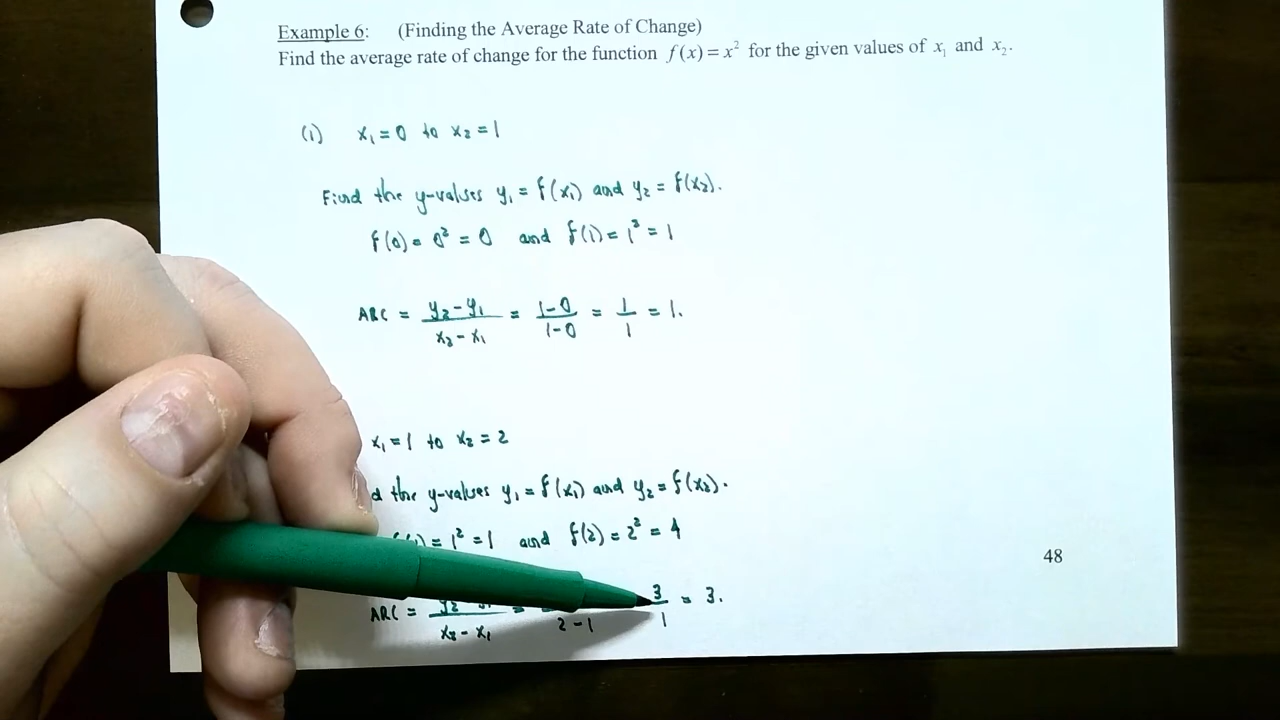 Example 6: (Finding the Average Rate of Change)
Find the average rate of change for the function f(x) = x² for the given values of x₁ and x₂.
(i) x₁ = 0 to x₂ = 1
Find the y-values y₁ = f(x₁) and y₂ = f(x₂).
f(0) = 0² = 0 and f(1) = 1² = 1
ARC = (y₂ - y₁)/(x₂ - x₁) = (1-0)/(1-0) = 1/1 = 1.
x₁ = 1 to x₂ = 2
the y-values y₁ = f(x₁) and y₂ = f(x₂).
= 1² = 1 and f(2) = 2² = 4
48
ARC = y₂ /(x₂ - x₁) = /(2-1) 3/1 = 3.